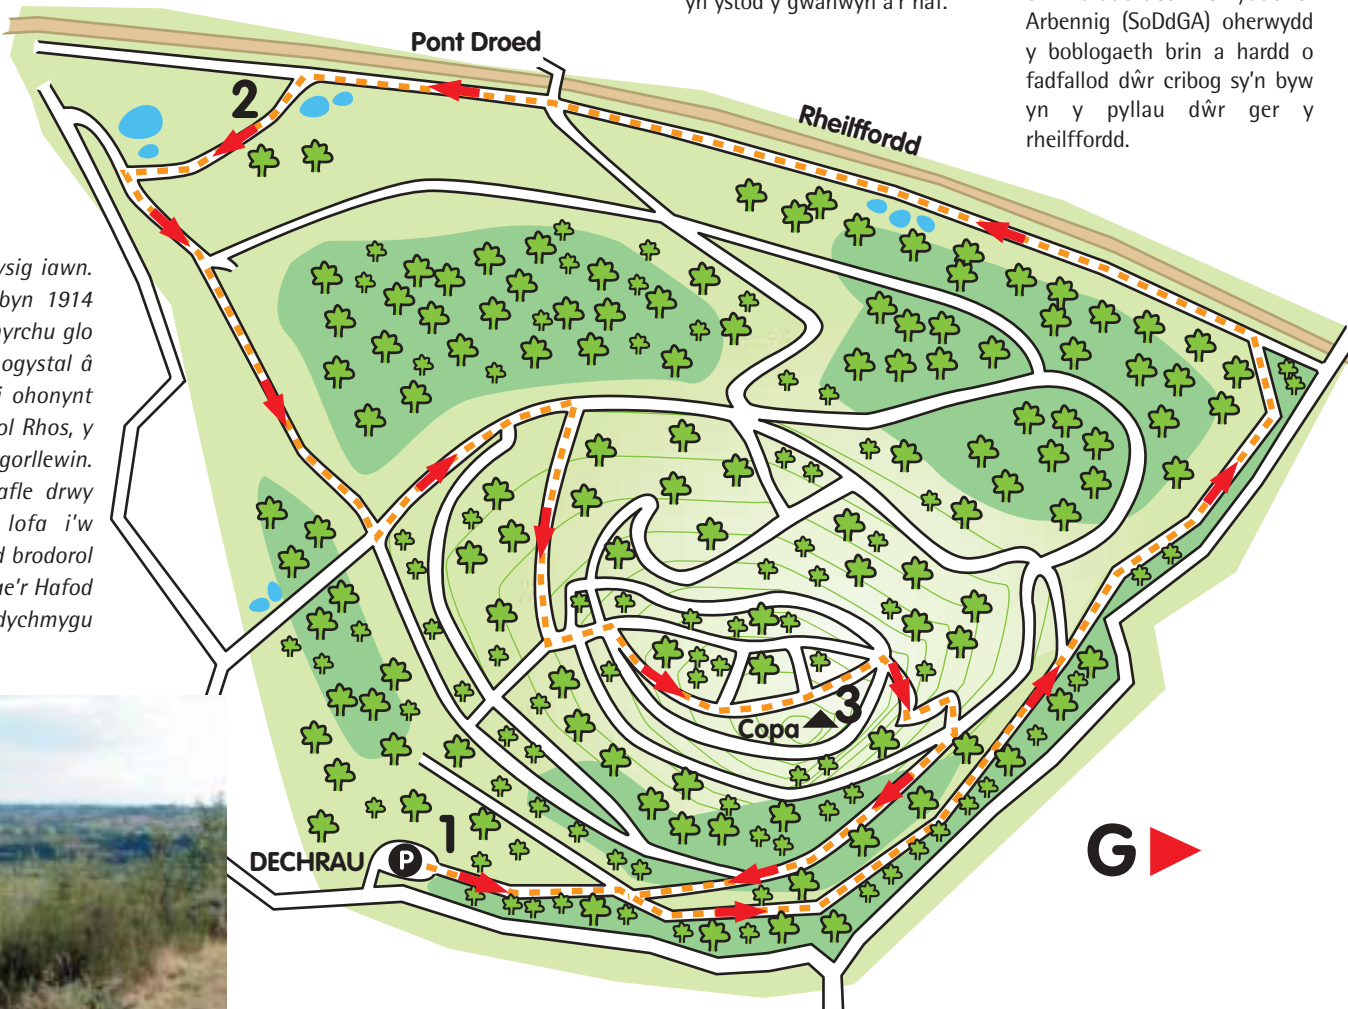 yn ystod y gwanwyn a'r haf.
Arbennig (SoDdGA) oherwydd
y boblogaeth brin a hardd o
fadfallod dŵr cribog sy'n byw
yn y pyllau dŵr ger y
rheilffordd.
Pont Droed
Rheilffordd
2
ysig iawn.
byn 1914
yrchu glo
ogystal â
i ohonynt
ol Rhos, y
gorllewin.
afle drwy
lofa i'w
d brodorol
ae'r Hafod
dychmygu
3
Copa
1
DECHRAU
P
G